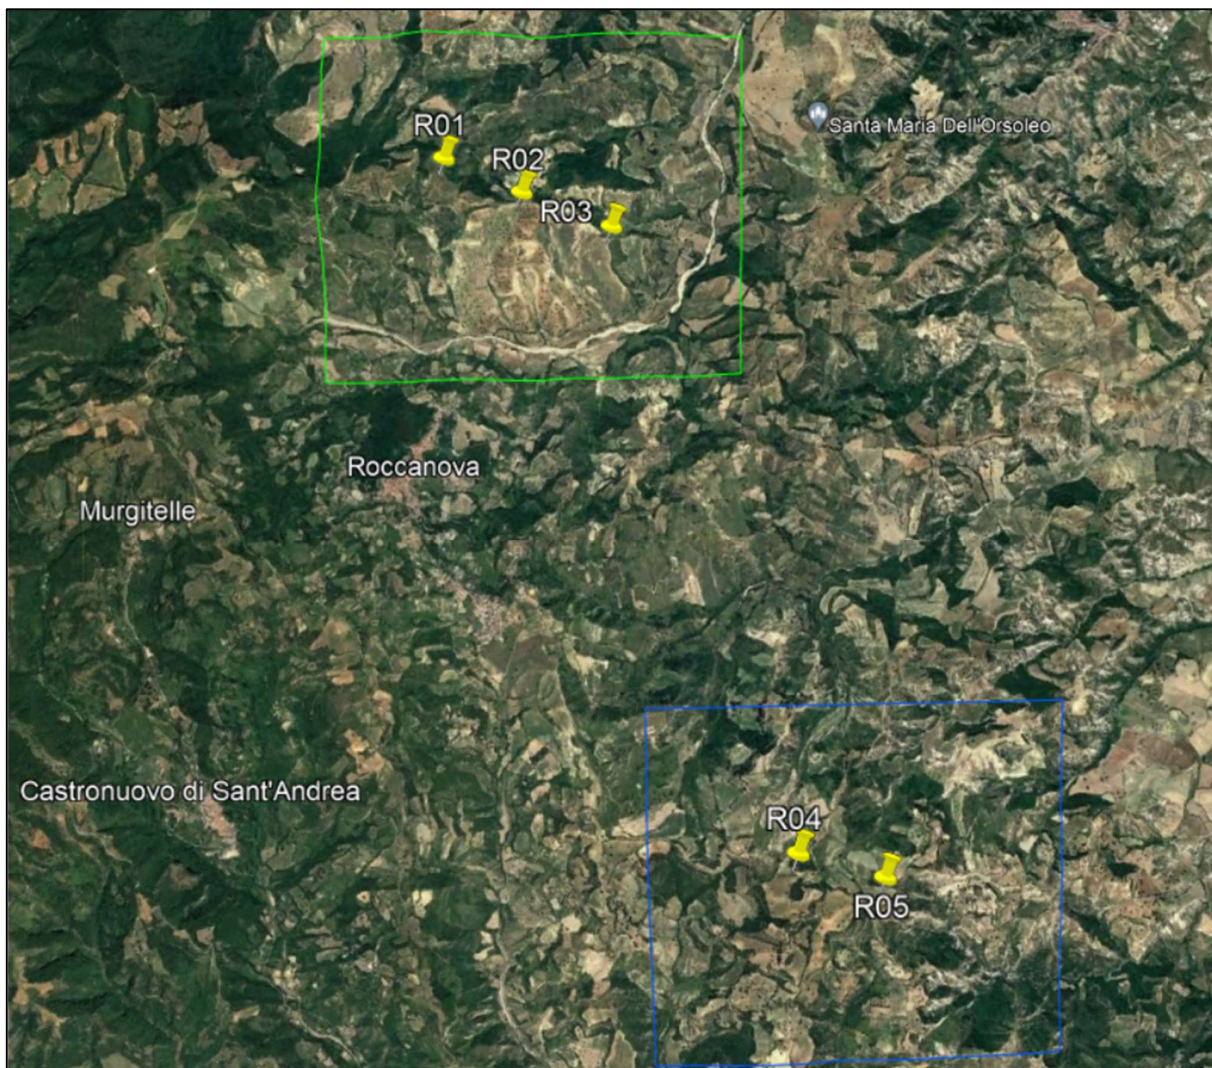 R01
Santa Maria Dell'Orsoleo
R02
R03
Roccanova
Murgitelle
Castronuovo di Sant'Andrea
R04
R05